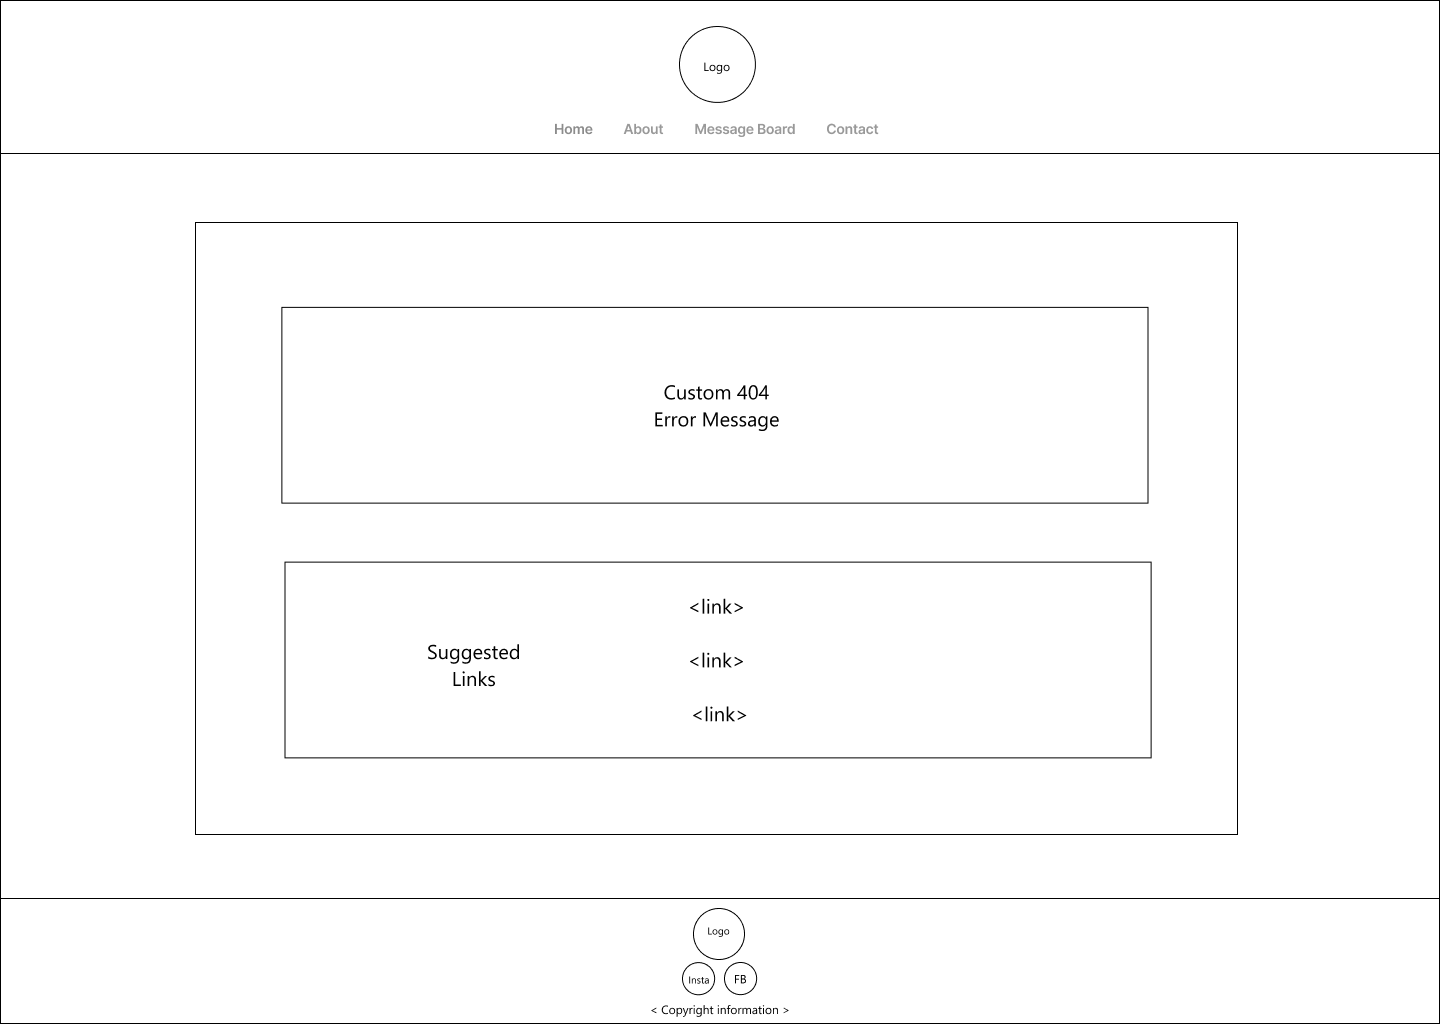 Logo
Home About Message Board Contact
Custom 404
Error Message
Suggested
Links
<link>
<link>
<link>
Logo
Insta FB
< Copyright information >